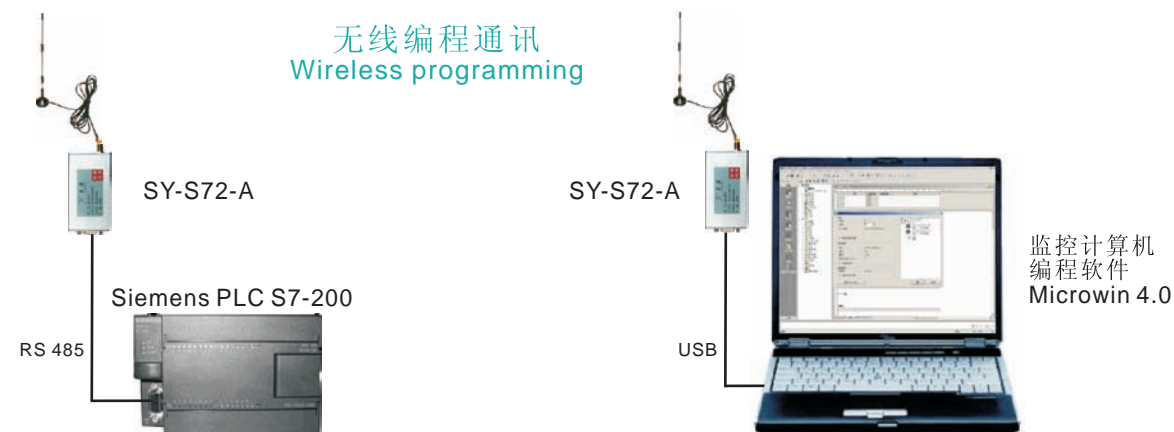 无线编程通讯
Wireless programming
SY-S72-A
SY-S72-A
Siemens PLC S7-200
RS 485
USB
监控计算机
编程软件
Microwin 4.0